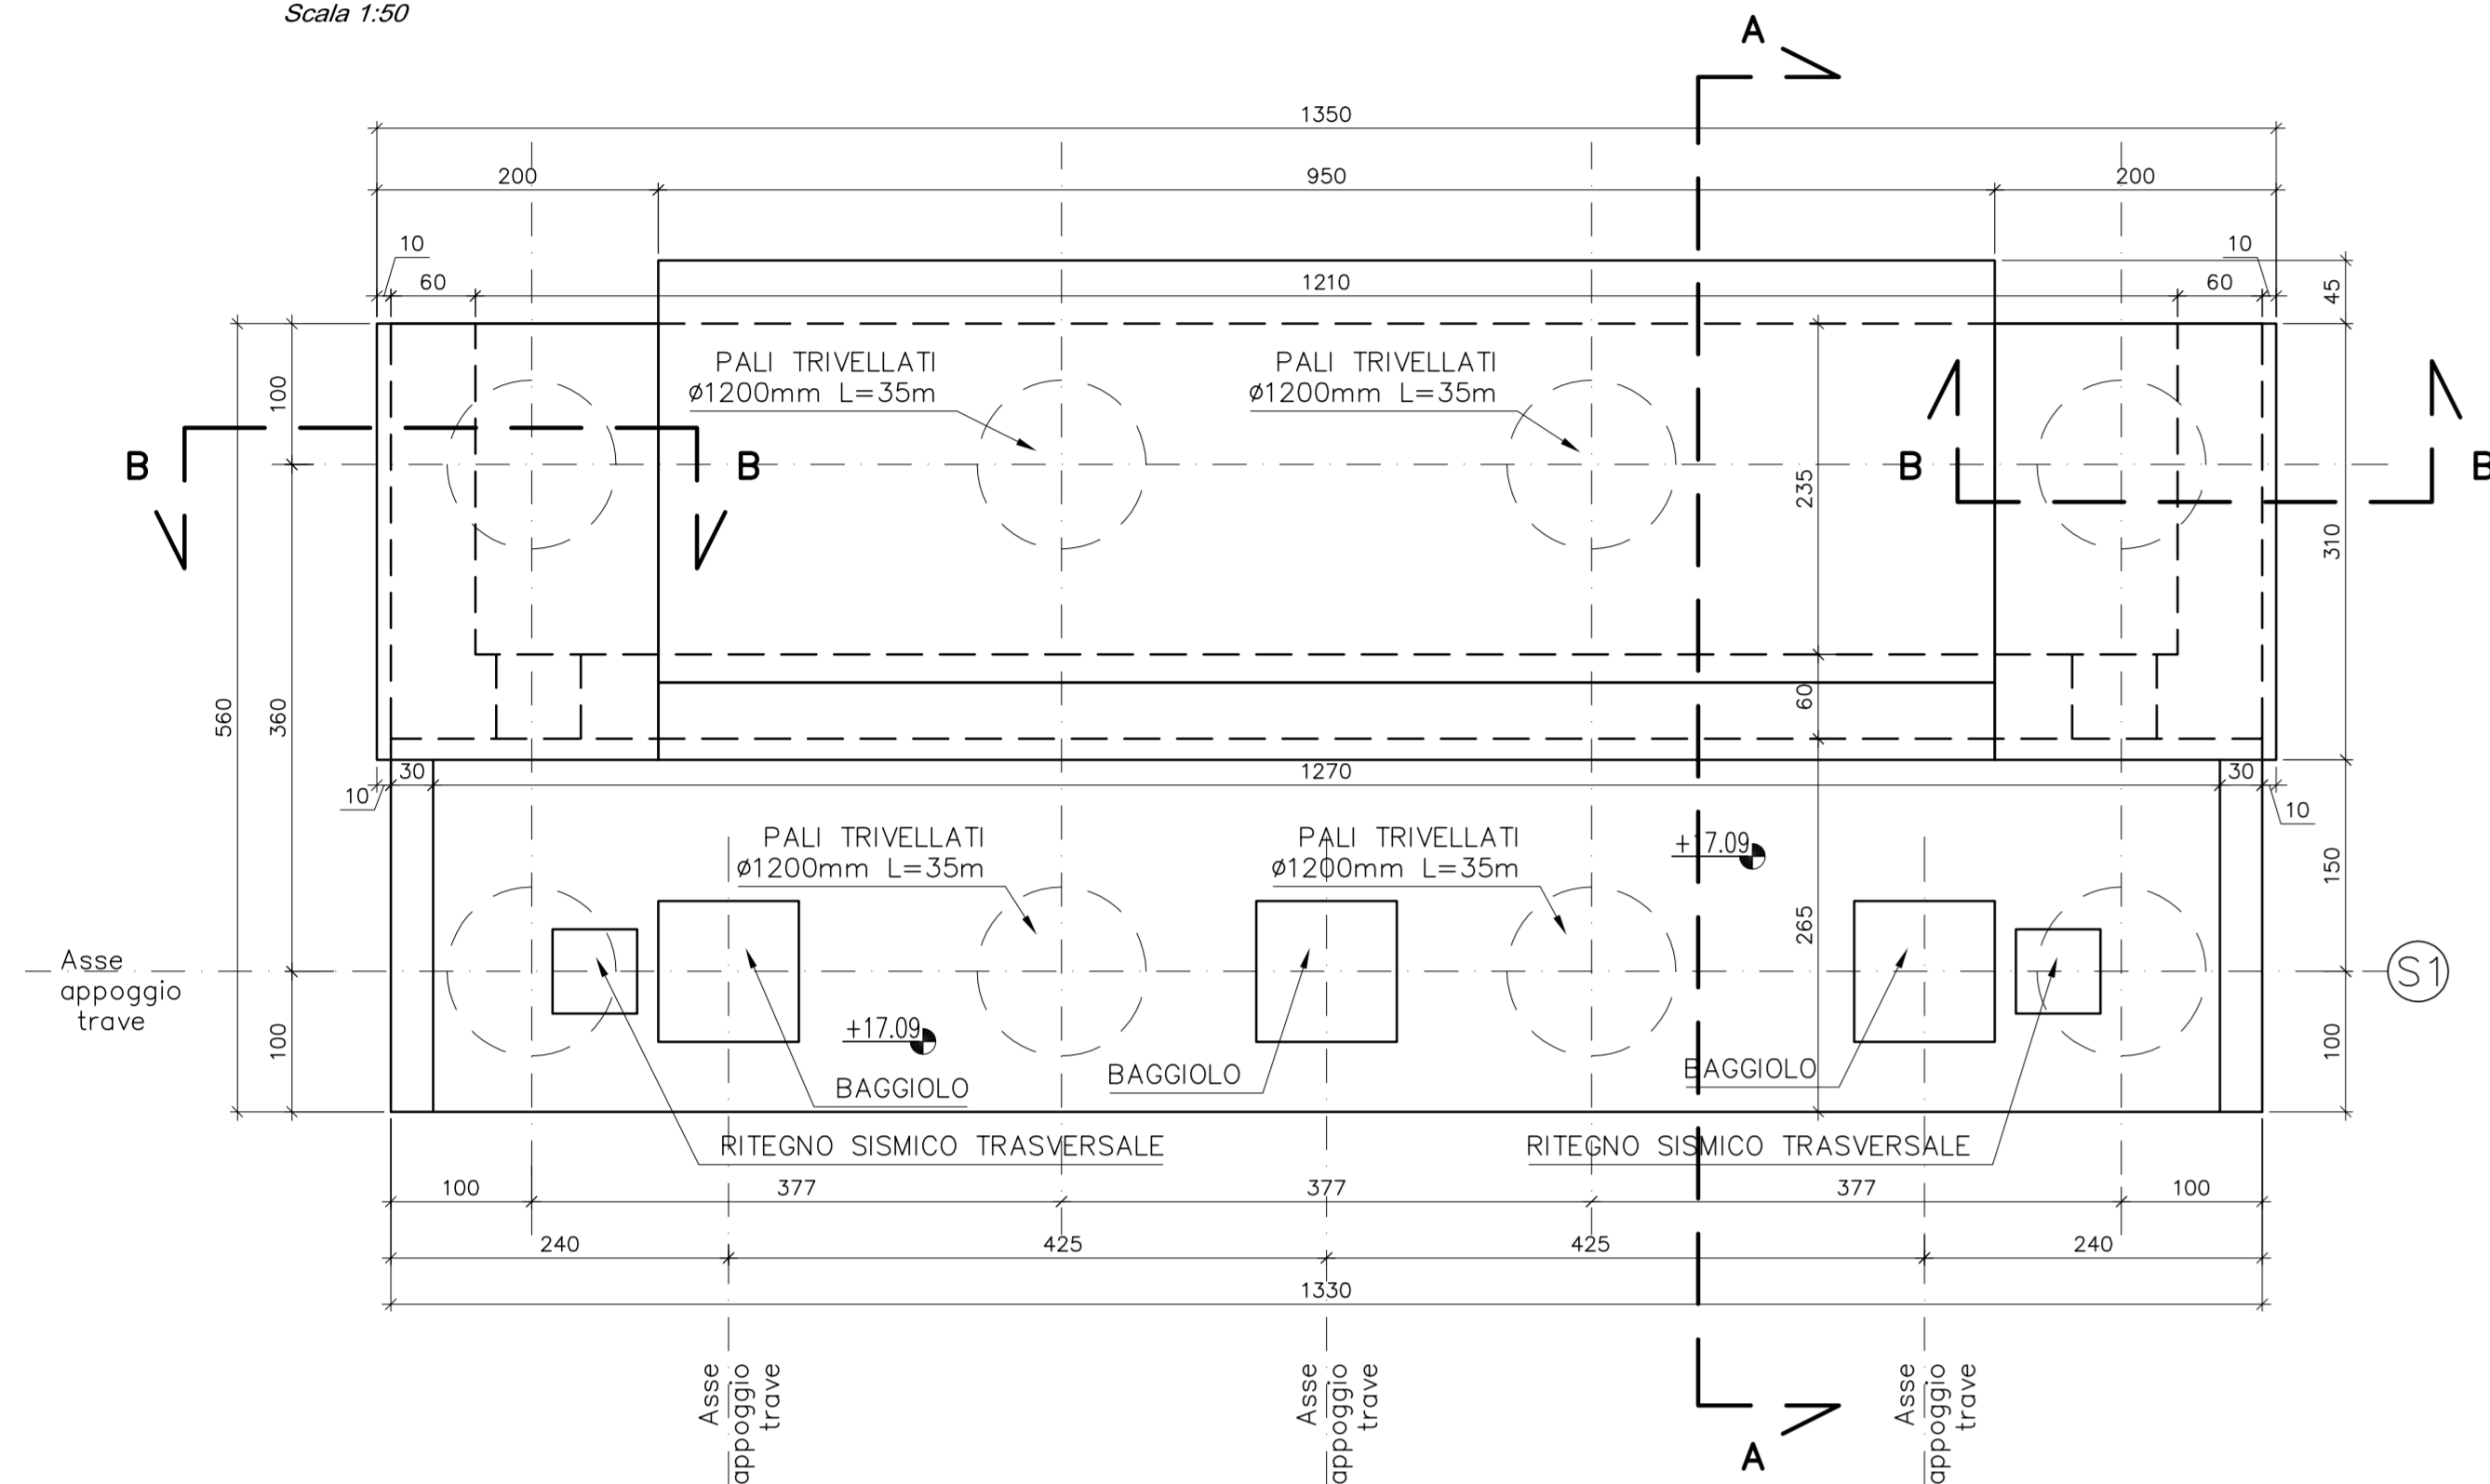 Scala 1:50
A
1350
200
950
200
10
10
60
1210
60
45
PALI TRIVELLATI
ø1200mm L=35m
PALI TRIVELLATI
ø1200mm L=35m
100
B
B
B
B
235
310
560
360
60
30
1270
30
10
10
PALI TRIVELLATI
ø1200mm L=35m
PALI TRIVELLATI
ø1200mm L=35m
+17.09
150
265
Asse
appoggio
trave
S1
100
+17.09
100
BAGGIOLO
BAGGIOLO
BAGGIOLO
RITEGNO SISMICO TRASVERSALE
RITEGNO SISMICO TRASVERSALE
100
377
377
377
100
240
425
425
240
1330
Asse
appoggio
trave
Asse
appoggio
trave
Asse
appoggio
trave
A